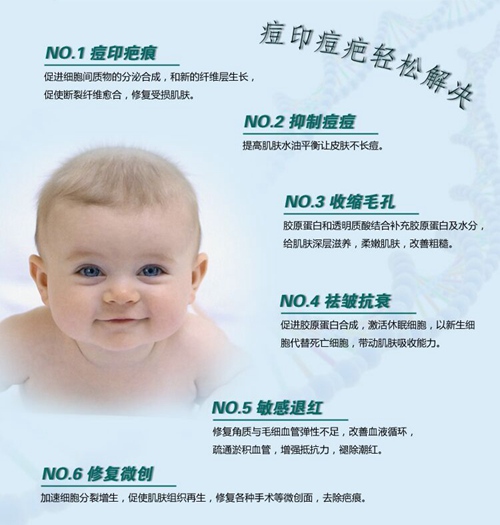 痘印痘疤轻松解决
NO.1 痘印疤痕
促进细胞间质物的分泌合成，和新的纤维层生长，
促使断裂纤维愈合，修复受损肌肤。
NO.2 抑制痘痘
提高肌肤水油平衡让皮肤不长痘。
NO.3 收缩毛孔
胶原蛋白和透明质酸结合补充胶原蛋白及水分，
给肌肤深层滋养，柔嫩肌肤，改善粗糙。
NO.4 祛皱抗衰
促进胶原蛋白合成，激活休眠细胞，以新生细
胞代替死亡细胞，带动肌肤吸收能力。
NO.5 敏感退红
修复角质与毛细血管弹性不足，改善血液循环，
疏通淤积血管，增强抵抗力，褪除潮红。
NO.6 修复微创
加速细胞分裂增生，促使肌肤组织再生，修复各种手术等微创面，去除疤痕。